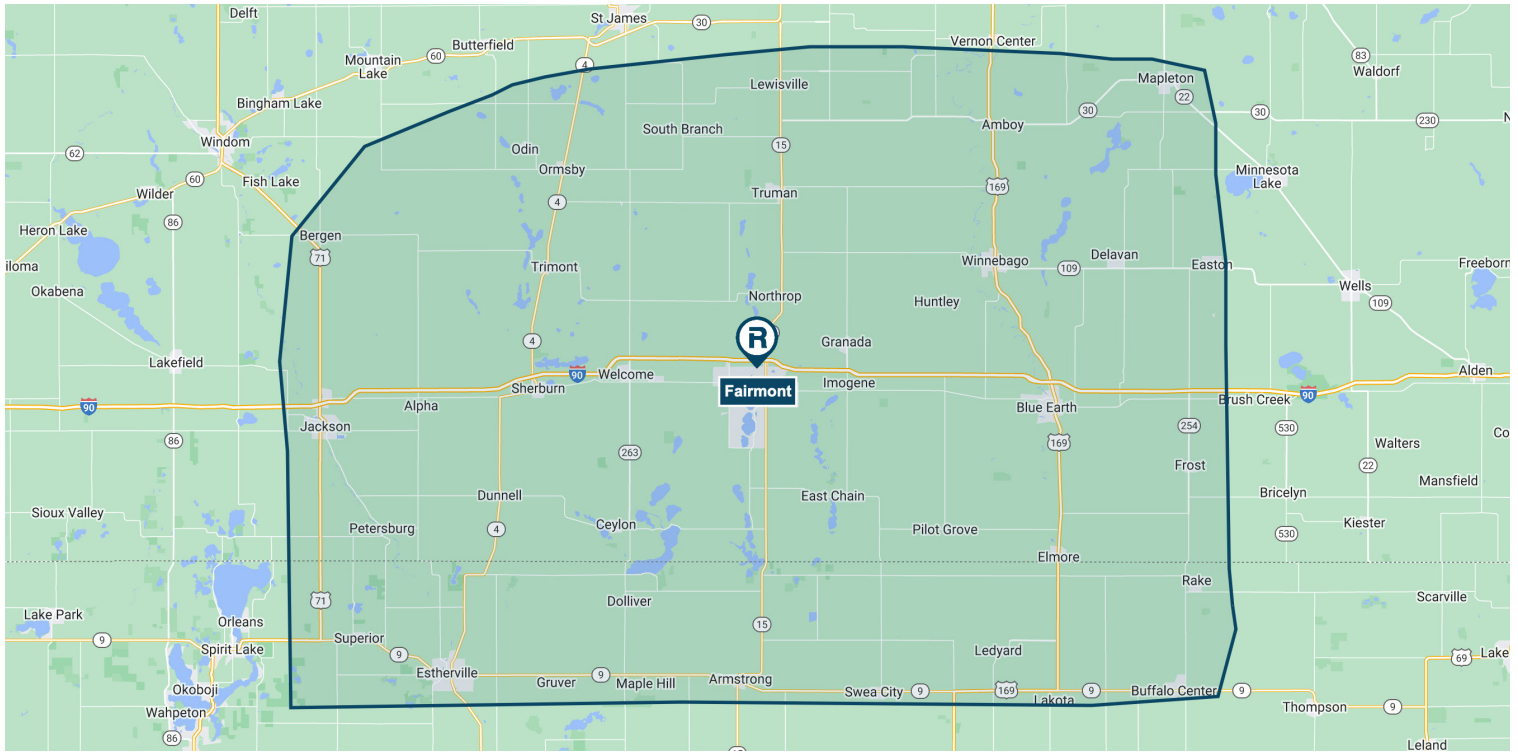 Delft
St James
30
Butterfield
Vernon Center
60
Mountain
Lake
4
83
Waldorf
Lewisville
Mapleton
22
Bingham Lake
30
30
Windom
South Branch
Amboy
230
N
62
Odin
15
Ormsby
Minnesota
Lake
60
Fish Lake
169
Wilder
Truman
4
86
Heron Lake
Bergen
71
Winnebago
Delavan
Easton
iloma
Trimont
109
Freeborn
Okabena
Northrop
Huntley
Wells
109
R
4
Granada
Lakefield
90
Welcome
Alden
Sherburn
Imogene
Fairmont
90
90
Alpha
Blue Earth
Brush Creek
Jackson
254
530
Co
86
263
169
Walters
22
Frost
Mansfield
Dunnell
East Chain
Bricelyn
Sioux Valley
Petersburg
4
Ceylon
Pilot Grove
Kiester
530
Elmore
Rake
71
Dolliver
Scarville
Lake Park
Orleans
15
9
Superior
Spirit Lake
9
Ledyard
69
Lake
Estherville
9
Gruver
Maple Hill
Armstrong
Okoboji
Swea City
9
169
9
Buffalo Center
9
Lakota
Thompson
9
Wahpeton
86
Leland